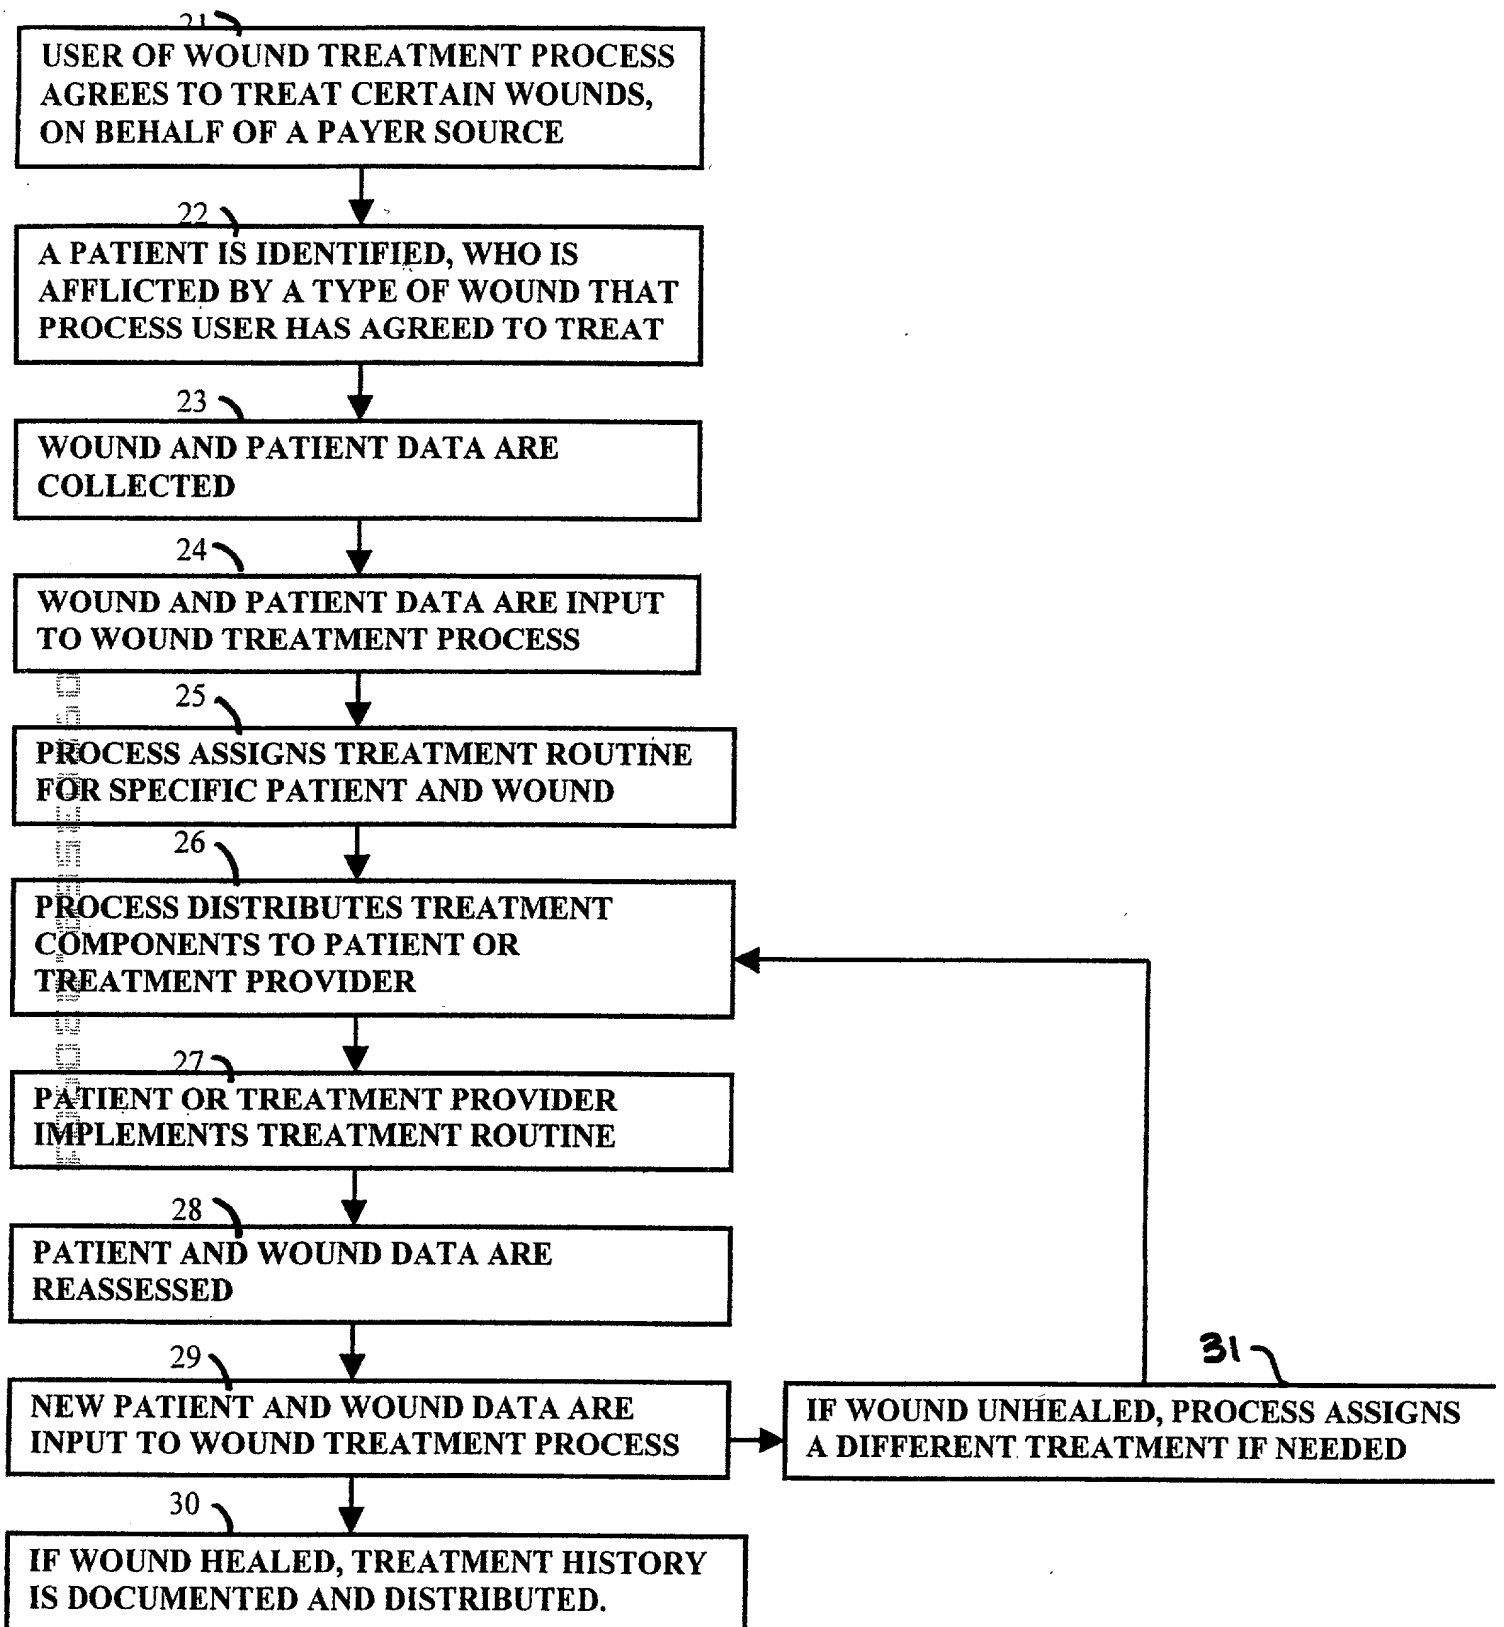 21
USER OF WOUND TREATMENT PROCESS
AGREES TO TREAT CERTAIN WOUNDS,
ON BEHALF OF A PAYER SOURCE
22
A PATIENT IS IDENTIFIED, WHO IS
AFFLICTED BY A TYPE OF WOUND THAT
PROCESS USER HAS AGREED TO TREAT
23
WOUND AND PATIENT DATA ARE
COLLECTED
24
WOUND AND PATIENT DATA ARE INPUT
TO WOUND TREATMENT PROCESS
25
PROCESS ASSIGNS TREATMENT ROUTINE
FOR SPECIFIC PATIENT AND WOUND
26
PROCESS DISTRIBUTES TREATMENT
COMPONENTS TO PATIENT OR
TREATMENT PROVIDER
27
PATIENT OR TREATMENT PROVIDER
IMPLEMENTS TREATMENT ROUTINE
28
PATIENT AND WOUND DATA ARE
REASSESSED
29
NEW PATIENT AND WOUND DATA ARE
INPUT TO WOUND TREATMENT PROCESS
31
IF WOUND UNHEALED, PROCESS ASSIGNS
A DIFFERENT TREATMENT IF NEEDED
30
IF WOUND HEALED, TREATMENT HISTORY
IS DOCUMENTED AND DISTRIBUTED.